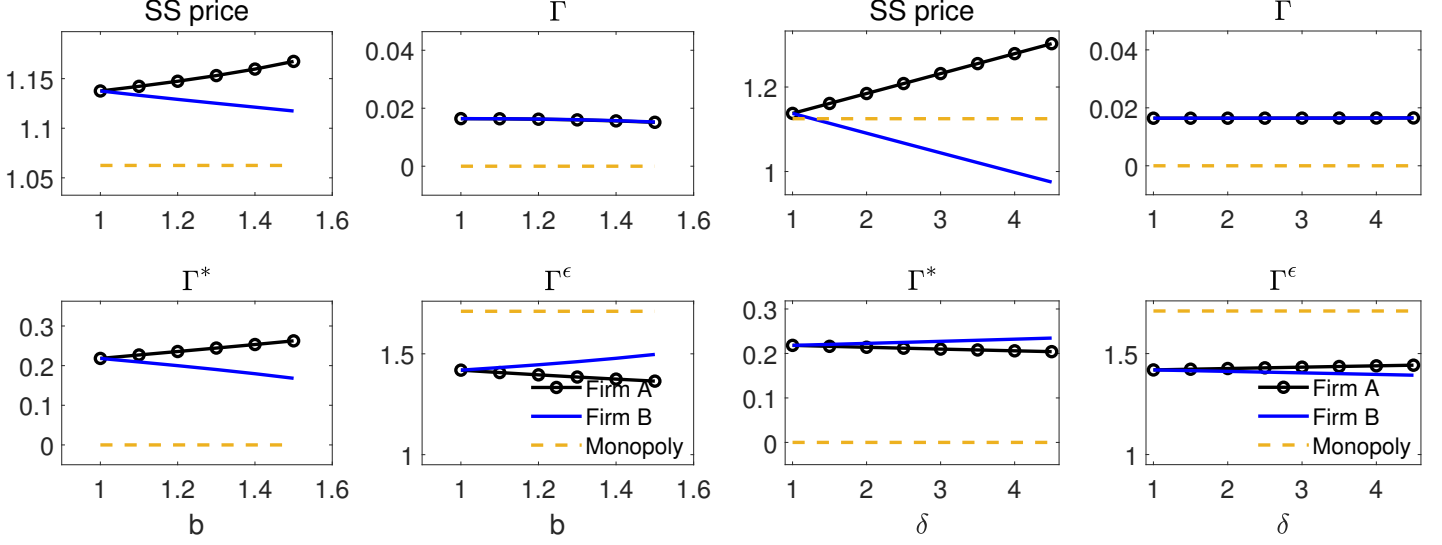 SS price
1.15
1.1
1.05
1 1.2 1.4 1.6
Γ
0.04
0.02
0
1 1.2 1.4 1.6
SS price
1.2
1
1 2 3 4
Γ
0.04
0.02
0
1 2 3 4
Γ*
0.3
0.2
0.1
0
1 1.2 1.4 1.6
b
Γ^ϵ
1.5
1
Firm A
Firm B
Monopoly
1 1.2 1.4 1.6
b
Γ*
0.3
0.2
0.1
0
1 2 3 4
δ
Γ^ϵ
1.5
1
Firm A
Firm B
Monopoly
1 2 3 4
δ